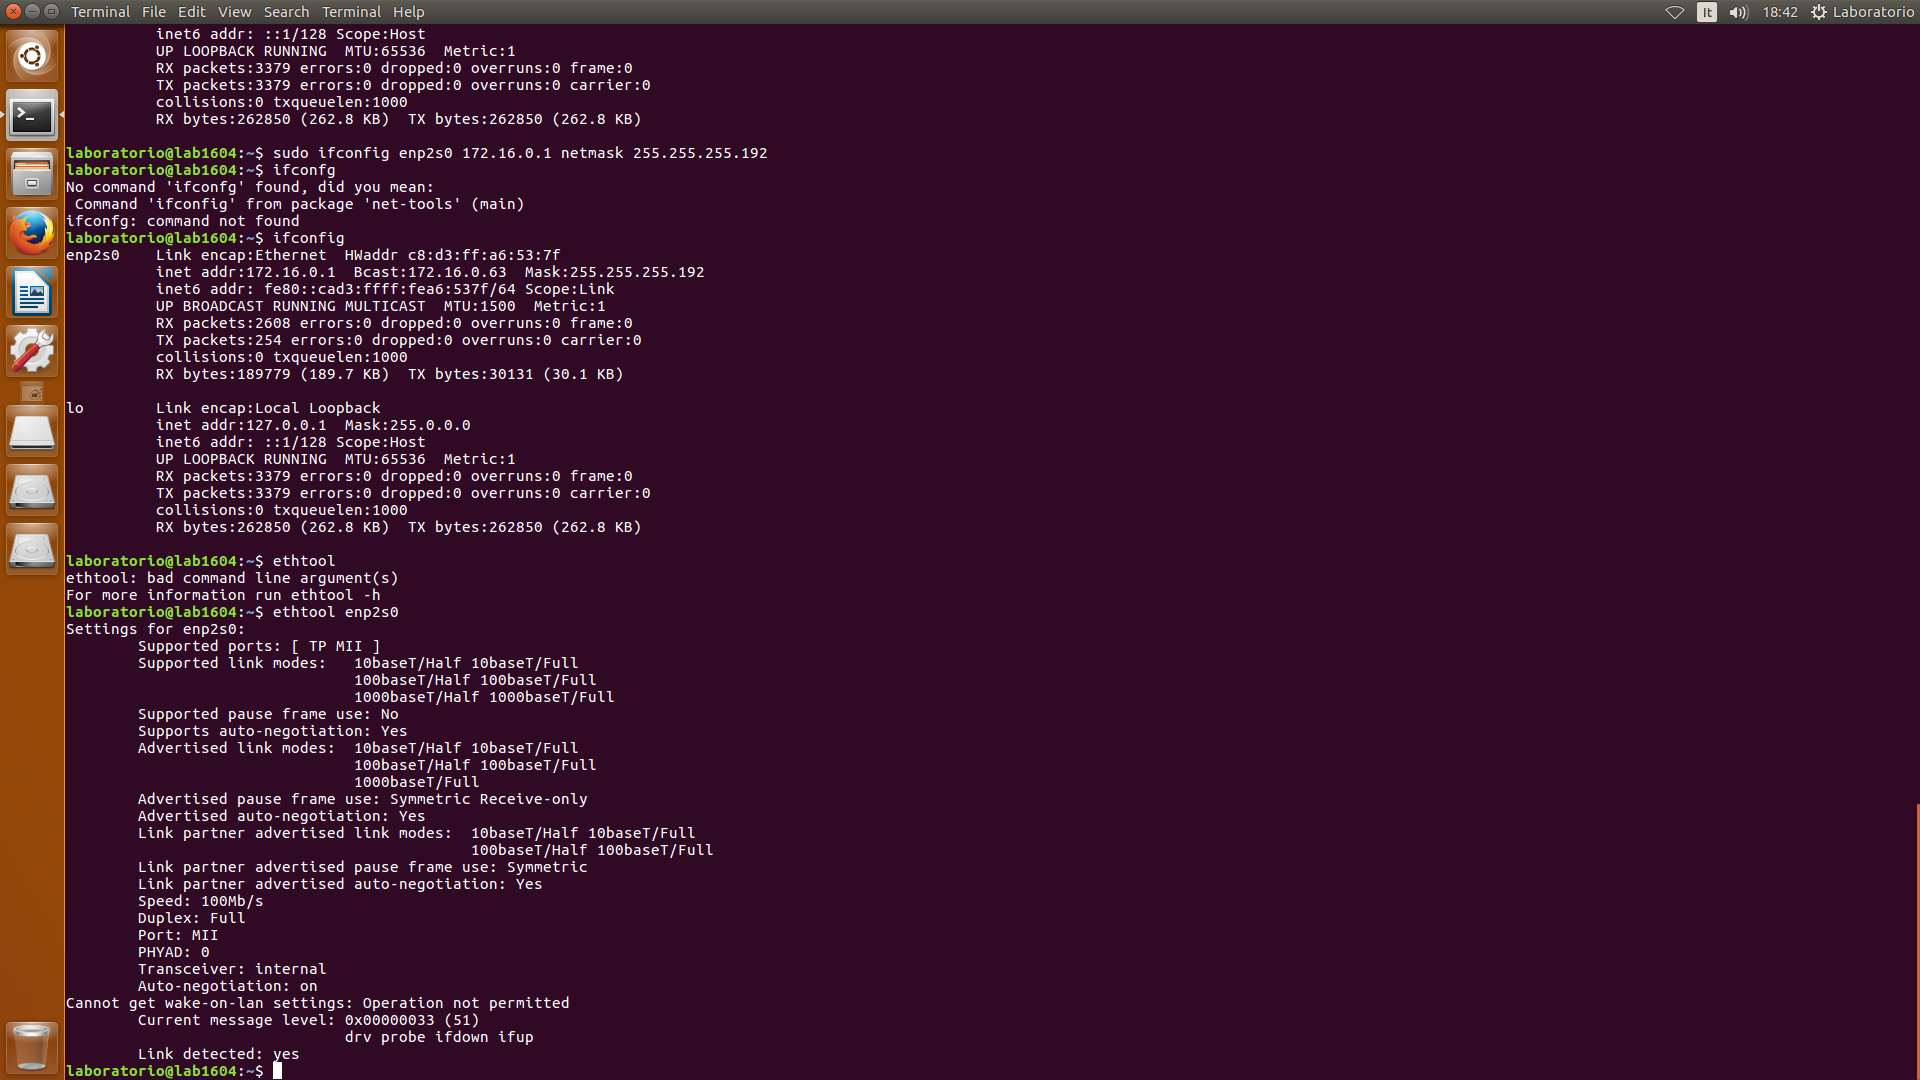 Terminal File Edit View Search Terminal Help It 18:42 Laboratorio
inet6 addr: ::1/128 Scope:Host
UP LOOPBACK RUNNING  MTU:65536  Metric:1
RX packets:3379 errors:0 dropped:0 overruns:0 frame:0
TX packets:3379 errors:0 dropped:0 overruns:0 carrier:0
collisions:0 txqueuelen:1000
RX bytes:262850 (262.8 KB)  TX bytes:262850 (262.8 KB)
laboratorio@lab1604:~$ sudo ifconfig enp2s0 172.16.0.1 netmask 255.255.255.192
laboratorio@lab1604:~$ ifconfg
No command 'ifconfg' found, did you mean:
 Command 'ifconfig' from package 'net-tools' (main)
ifconfg: command not found
laboratorio@lab1604:~$ ifconfig
enp2s0    Link encap:Ethernet  HWaddr c8:d3:ff:a6:53:7f
inet addr:172.16.0.1  Bcast:172.16.0.63  Mask:255.255.255.192
inet6 addr: fe80::cad3:ffff:fea6:537f/64 Scope:Link
UP BROADCAST RUNNING MULTICAST  MTU:1500  Metric:1
RX packets:2608 errors:0 dropped:0 overruns:0 frame:0
TX packets:254 errors:0 dropped:0 overruns:0 carrier:0
collisions:0 txqueuelen:1000
RX bytes:189779 (189.7 KB)  TX bytes:30131 (30.1 KB)
lo        Link encap:Local Loopback
inet addr:127.0.0.1  Mask:255.0.0.0
inet6 addr: ::1/128 Scope:Host
UP LOOPBACK RUNNING  MTU:65536  Metric:1
RX packets:3379 errors:0 dropped:0 overruns:0 frame:0
TX packets:3379 errors:0 dropped:0 overruns:0 carrier:0
collisions:0 txqueuelen:1000
RX bytes:262850 (262.8 KB)  TX bytes:262850 (262.8 KB)
laboratorio@lab1604:~$ ethtool
ethtool: bad command line argument(s)
For more information run ethtool -h
laboratorio@lab1604:~$ ethtool enp2s0
Settings for enp2s0:
Supported ports: [ TP MII ]
Supported link modes:   10baseT/Half 10baseT/Full
100baseT/Half 100baseT/Full
1000baseT/Half 1000baseT/Full
Supported pause frame use: No
Supports auto-negotiation: Yes
Advertised link modes:  10baseT/Half 10baseT/Full
100baseT/Half 100baseT/Full
1000baseT/Full
Advertised pause frame use: Symmetric Receive-only
Advertised auto-negotiation: Yes
Link partner advertised link modes:  10baseT/Half 10baseT/Full
100baseT/Half 100baseT/Full
Link partner advertised pause frame use: Symmetric
Link partner advertised auto-negotiation: Yes
Speed: 100Mb/s
Duplex: Full
Port: MII
PHYAD: 0
Transceiver: internal
Auto-negotiation: on
Cannot get wake-on-lan settings: Operation not permitted
Current message level: 0x00000033 (51)
drv probe ifdown ifup
Link detected: yes
laboratorio@lab1604:~$